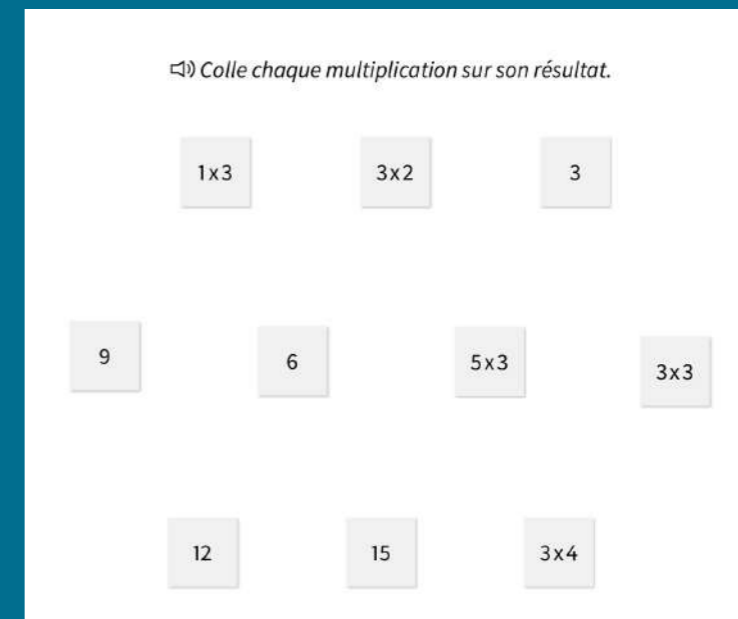 Colle chaque multiplication sur son résultat.
1x3 3x2 3
9 6 5x3 3x3
12 15 3x4